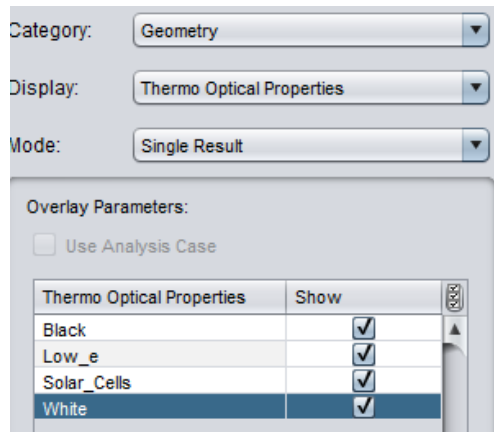 Category: Geometry
Display: Thermo Optical Properties
Mode: Single Result
Overlay Parameters:
Use Analysis Case
Thermo Optical Properties Show
Black
Low_e
Solar_Cells
White